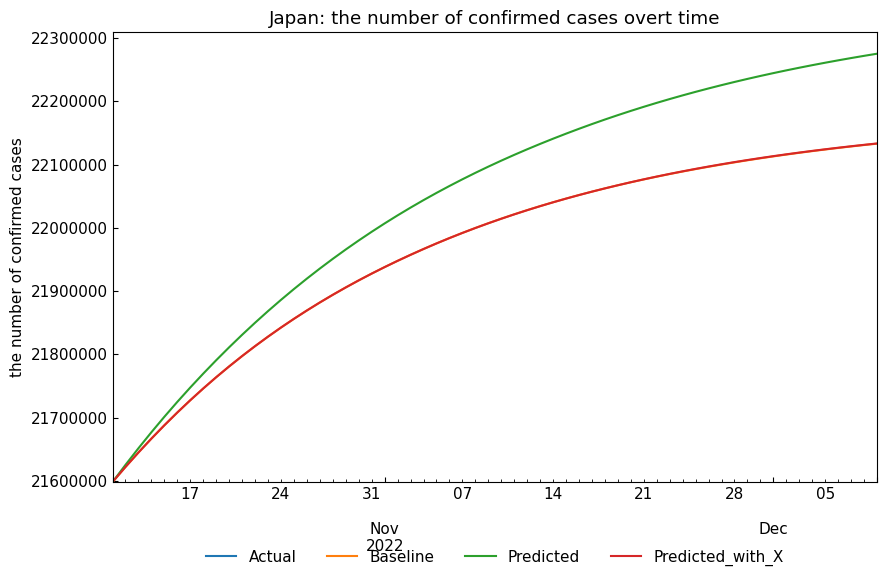 Japan: the number of confirmed cases overt time
the number of confirmed cases
22300000
22200000
22100000
22000000
21900000
21800000
21700000
21600000
17 24 31 07 14 21 28 05
Nov Dec
2022
Actual Baseline Predicted Predicted_with_X